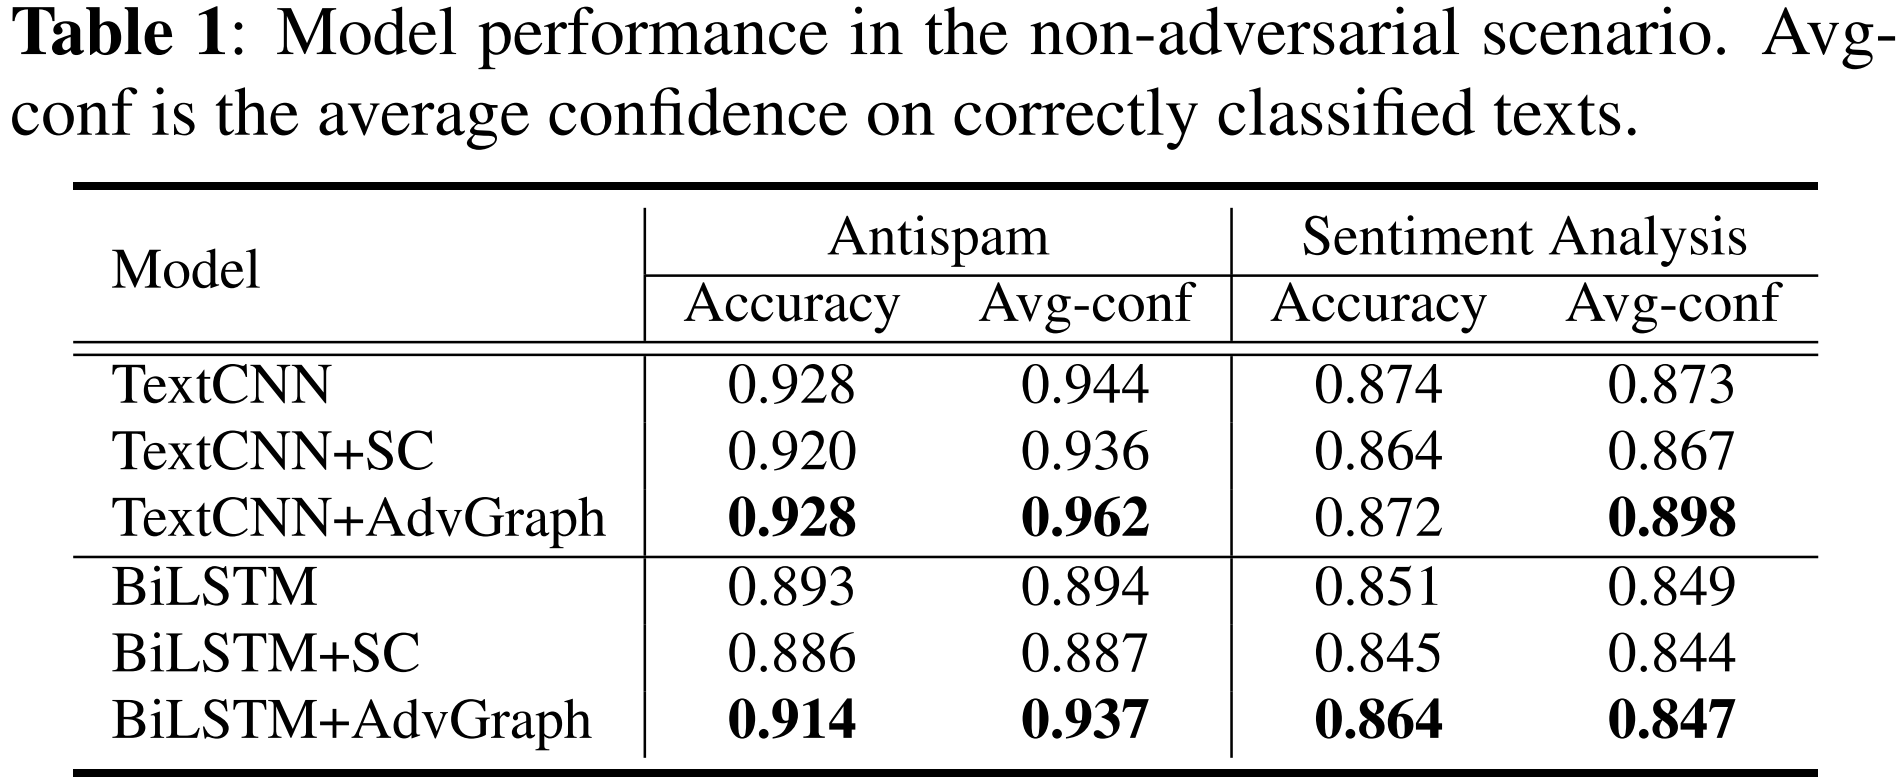 Table 1: Model performance in the non-adversarial scenario. Avg-
conf is the average confidence on correctly classified texts.
Model Antispam Sentiment Analysis
Accuracy Avg-conf Accuracy Avg-conf
TextCNN 0.928 0.944 0.874 0.873
TextCNN+SC 0.920 0.936 0.864 0.867
TextCNN+AdvGraph 0.928 0.962 0.872 0.898
BiLSTM 0.893 0.894 0.851 0.849
BiLSTM+SC 0.886 0.887 0.845 0.844
BiLSTM+AdvGraph 0.914 0.937 0.864 0.847